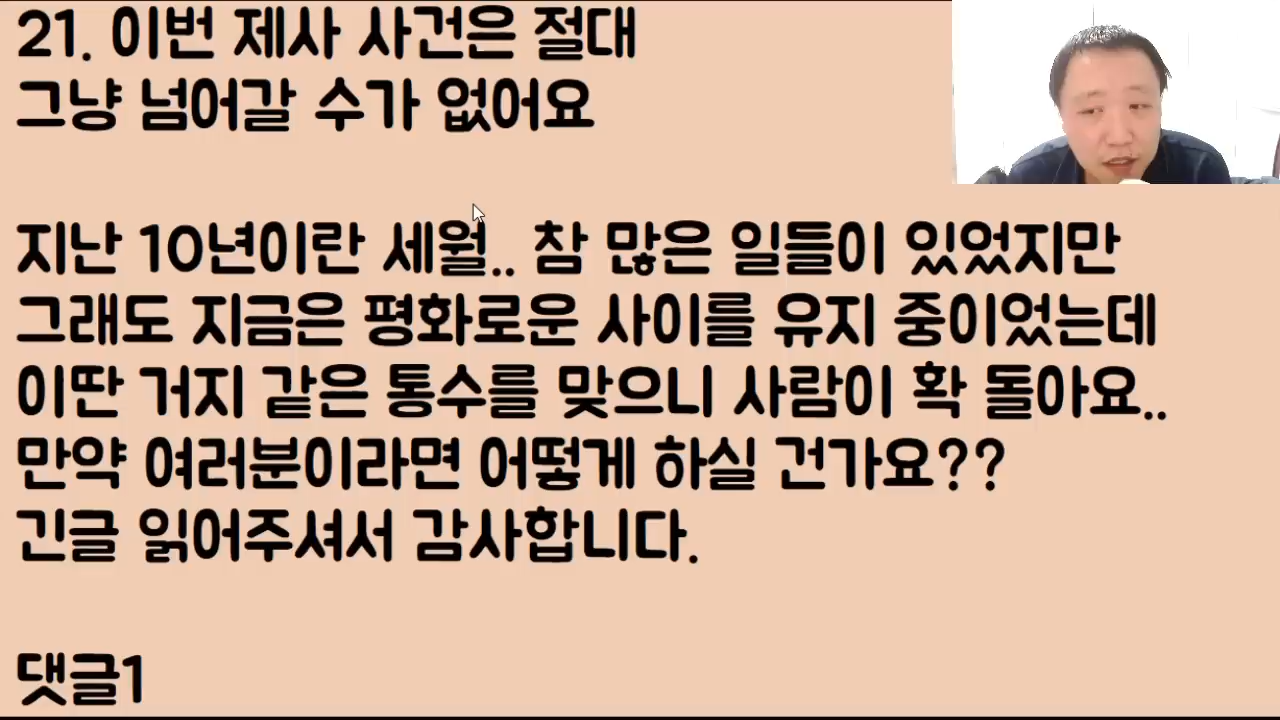 21. 이번 제사 사건은 절대
그냥 넘어갈 수가 없어요
지난 10년이란 세월.. 참 많은 일들이 있었지만
그래도 지금은 평화로운 사이를 유지 중이었는데
이딴 거지 같은 통수를 맞으니 사람이 확 돌아요..
만약 여러분이라면 어떻게 하실 건가요??
긴글 읽어주셔서 감사합니다.
댓글1